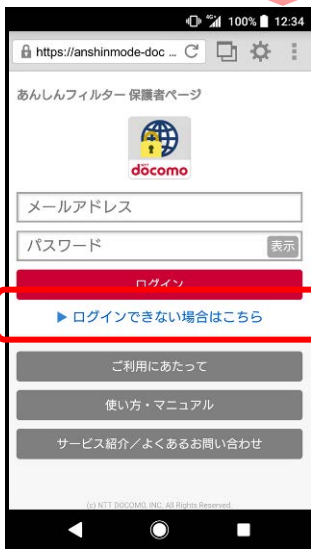 4G 100% 12:34
https://anshinmode-doc ...
あんしんフィルター 保護者ページ
NTT
döcomo
メールアドレス
パスワード 表示
ログイン
▶ ログインできない場合はこちら
ご利用にあたって
使い方・マニュアル
サービス紹介／よくあるお問い合わせ
(c) NTT DOCOMO, INC. All Rights Reserved.